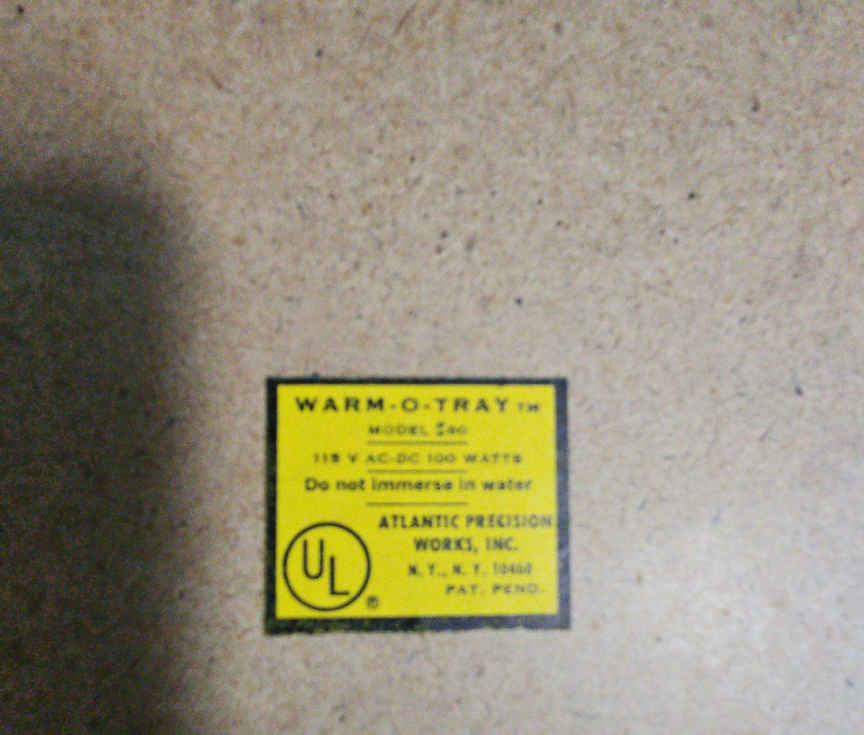 WARM-O-TRAY TM
MODEL
115 V AC-DC 100 WATTS
Do not immerse in water
ATLANTIC PRECISION
WORKS, INC.
N. Y., N. Y. 10460
PAT. PEND.
UL
®